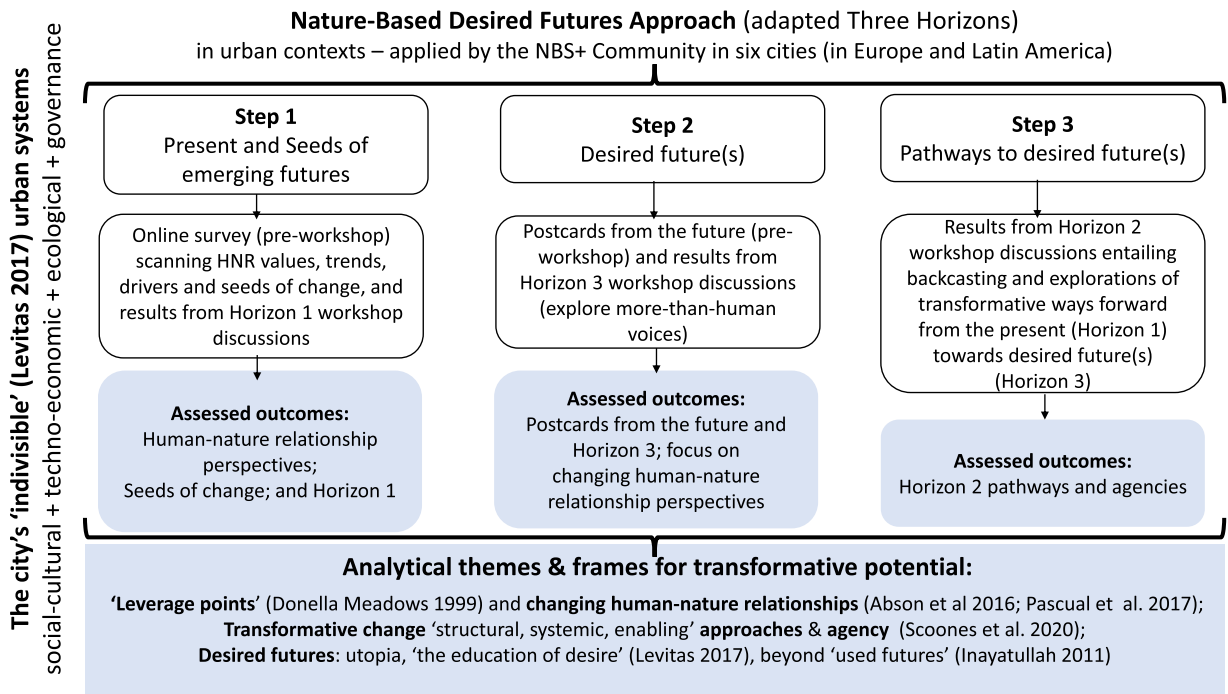 Nature-Based Desired Futures Approach (adapted Three Horizons)
in urban contexts – applied by the NBS+ Community in six cities (in Europe and Latin America)
The city's 'indivisible' (Levitas 2017) urban systems
social-cultural + techno-economic + ecological + governance
Step 1
Present and Seeds of
emerging futures
Online survey (pre-workshop)
scanning HNR values, trends,
drivers and seeds of change, and
results from Horizon 1 workshop
discussions
Assessed outcomes:
Human-nature relationship
perspectives;
Seeds of change; and Horizon 1
Step 2
Desired future(s)
Postcards from the future (pre-
workshop) and results from
Horizon 3 workshop discussions
(explore more-than-human
voices)
Assessed outcomes:
Postcards from the future and
Horizon 3; focus on
changing human-nature
relationship perspectives
Step 3
Pathways to desired future(s)
Results from Horizon 2
workshop discussions entailing
backcasting and explorations of
transformative ways forward
from the present (Horizon 1)
towards desired future(s)
(Horizon 3)
Assessed outcomes:
Horizon 2 pathways and agencies
Analytical themes & frames for transformative potential:
'Leverage points' (Donella Meadows 1999) and changing human-nature relationships (Abson et al 2016; Pascual et al. 2017);
Transformative change 'structural, systemic, enabling' approaches & agency (Scoones et al. 2020);
Desired futures: utopia, 'the education of desire' (Levitas 2017), beyond 'used futures' (Inayatullah 2011)